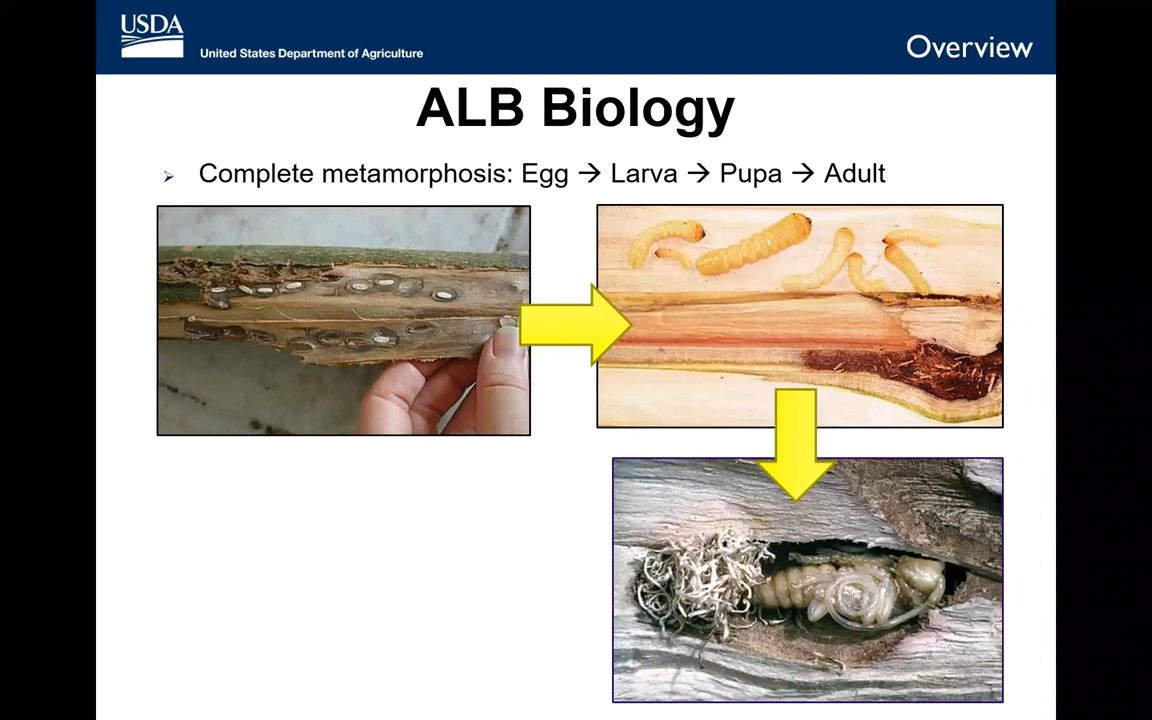 USDA
United States Department of Agriculture
Overview
ALB Biology
➢ Complete metamorphosis: Egg → Larva → Pupa → Adult